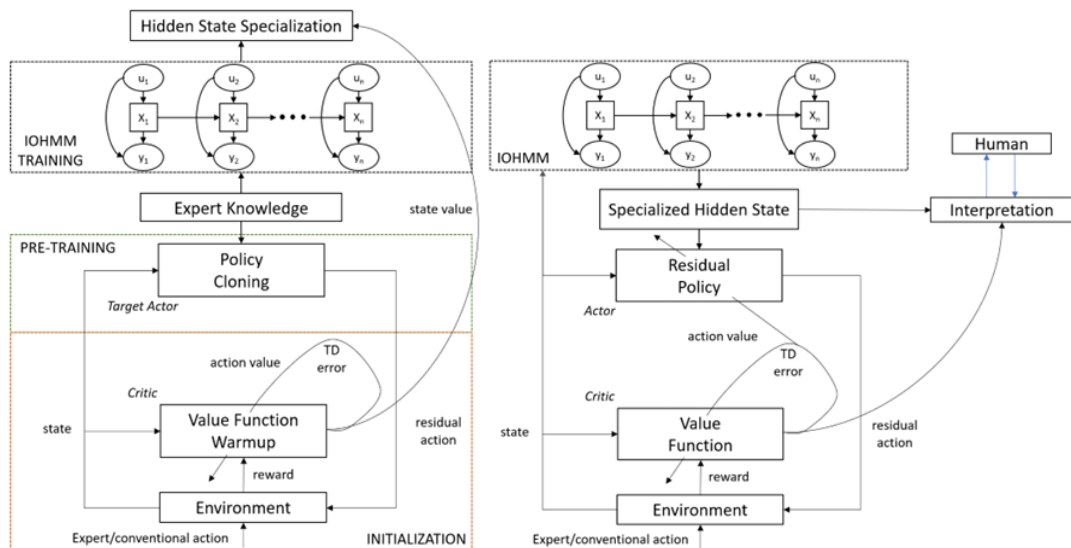 Hidden State Specialization
u1
u2
un
X1
X2
Xn
y1
y2
yn
IOHMM
TRAINING
Expert Knowledge
state value
PRE-TRAINING
Policy
Cloning
Target Actor
action value
TD
error
Critic
Value Function
Warmup
state
residual
action
reward
Environment
Expert/conventional action
INITIALIZATION
u1
u2
un
X1
X2
Xn
y1
y2
yn
IOHMM
Human
Specialized Hidden State
Interpretation
Residual
Policy
Actor
action value
TD
error
Critic
Value
Function
state
residual
action
reward
Environment
Expert/conventional action